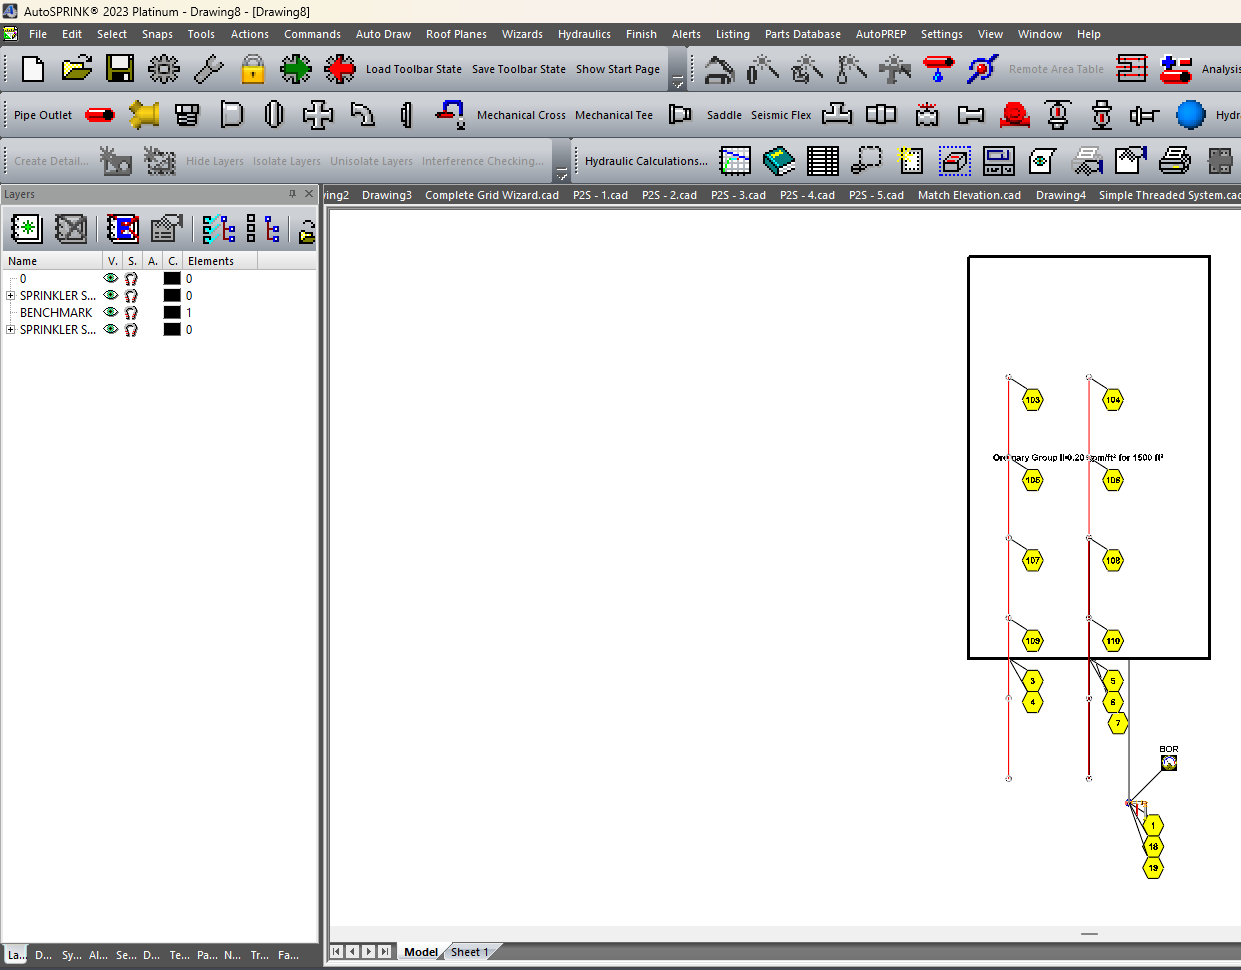 AutoSPRINK® 2023 Platinum - Drawing8 - [Drawing8]
File Edit Select Snaps Tools Actions Commands Auto Draw Roof Planes Wizards Hydraulics Finish Alerts Listing Parts Database AutoPREP Settings View Window Help
Load Toolbar State Save Toolbar State Show Start Page Remote Area Table Analysis
Pipe Outlet Mechanical Cross Mechanical Tee Saddle Seismic Flex Hydr
Create Detail... Hide Layers Isolate Layers Unisolate Layers Interference Checking... Hydraulic Calculations...
Layers
ving2 Drawing3 Complete Grid Wizard.cad P2S - 1.cad P2S - 2.cad P2S - 3.cad P2S - 4.cad P2S - 5.cad Match Elevation.cad Drawing4 Simple Threaded System.cad
Name V. S. A. C. Elements
0 0
SPRINKLER S... 0
BENCHMARK 1
SPRINKLER S... 0
103 104
Ordinary Group II=0.20 gpm/ft² for 1500 ft²
105 106
107 108
109 110
3 5
4 6
7
BOR
1
18
19
Model Sheet 1
La... D... Sy... Al... Se... D... Te... Pa... N... Tr... Fa...